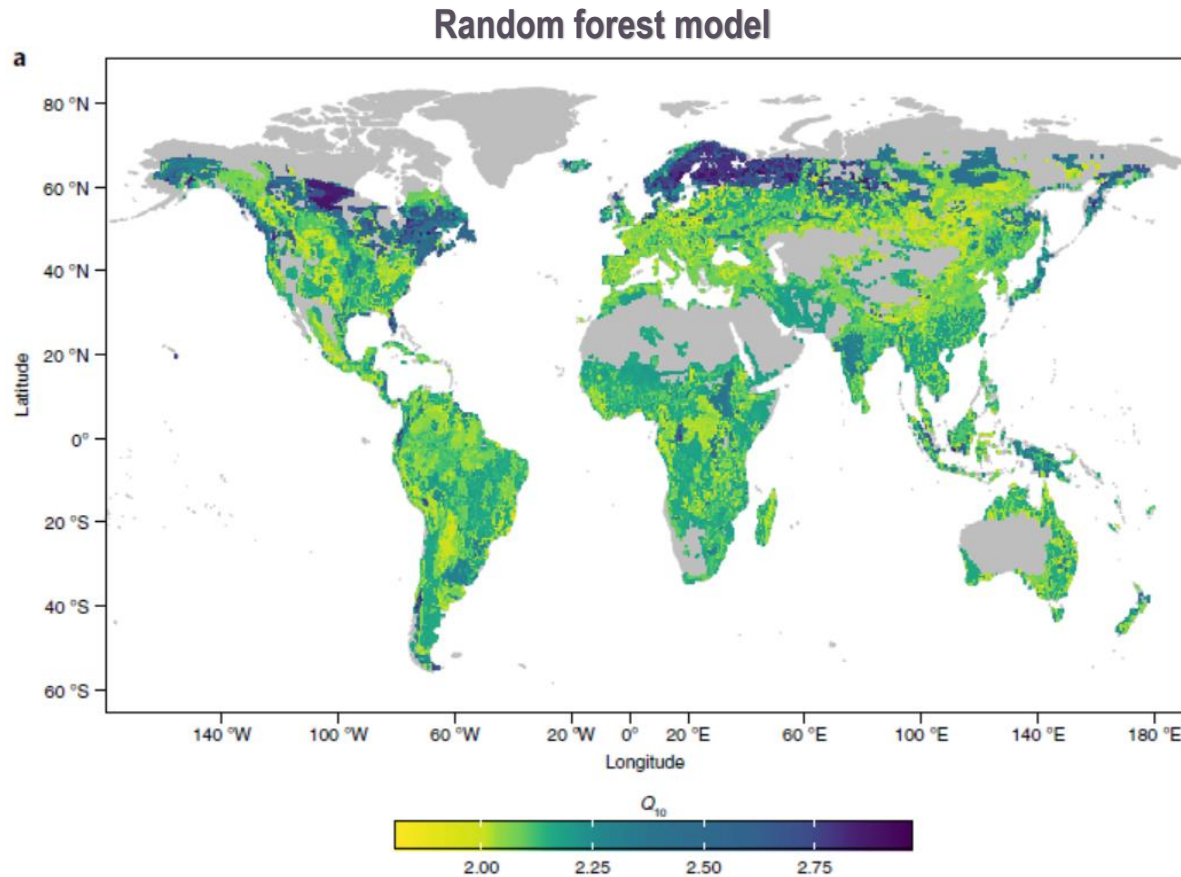 Random forest model
a
80 °N
60 °N
40 °N
20 °N
0°
20 °S
40 °S
60 °S
Latitude
140 °W 100 °W 60 °W 20 °W 0° 20 °E 60 °E 100 °E 140 °E 180 °E
Longitude
Q₁₀
2.00 2.25 2.50 2.75